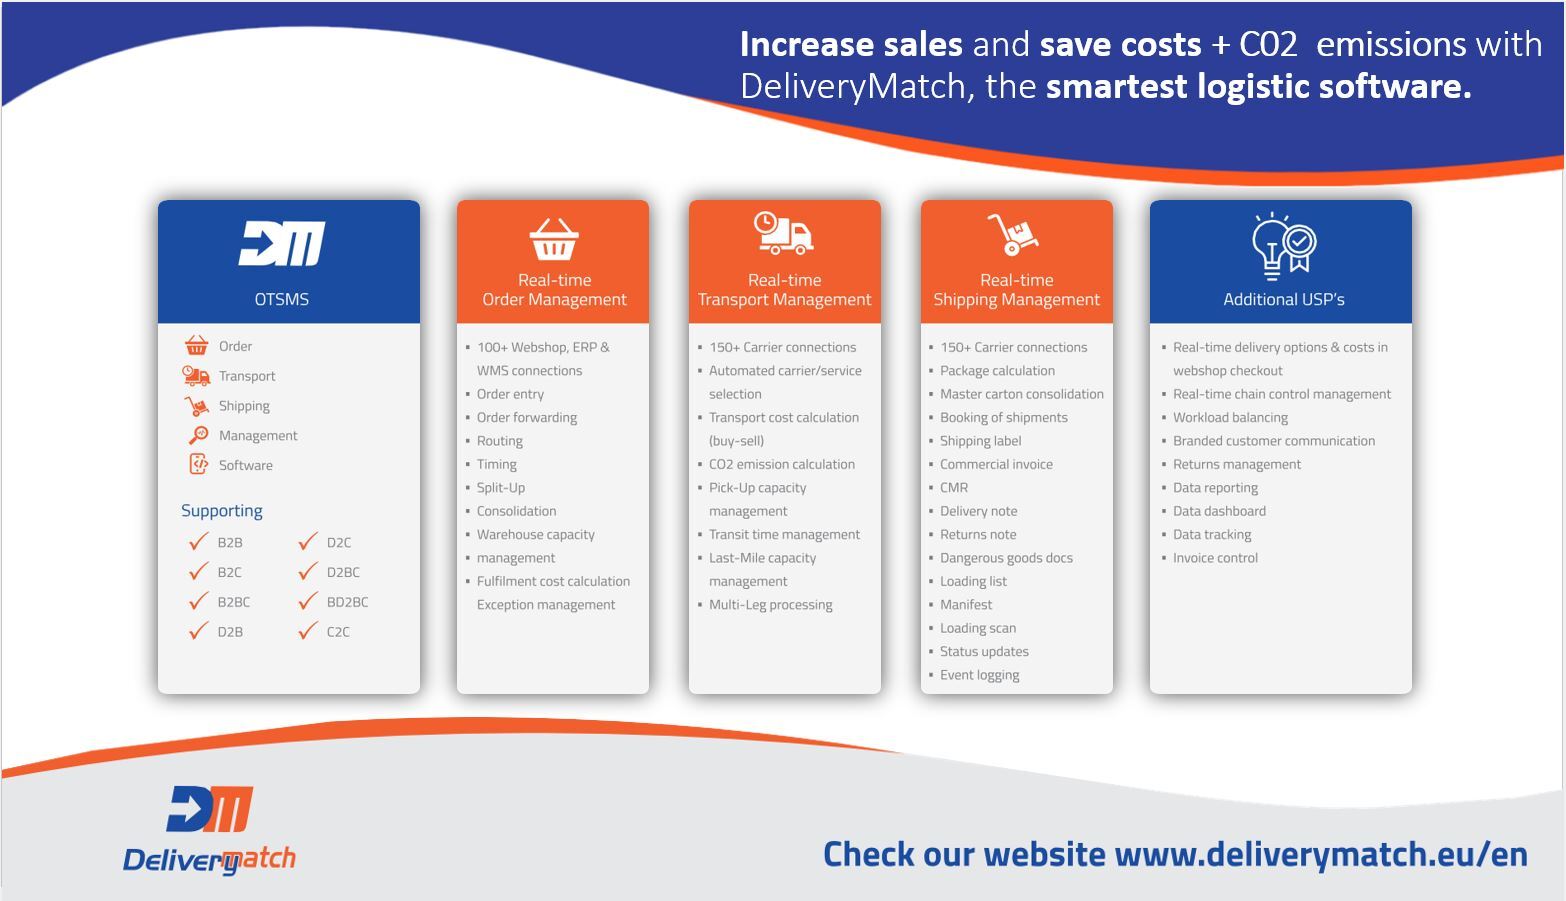 Increase sales and save costs + C02 emissions with
DeliveryMatch, the smartest logistic software.
DM
OTSMS
Order
Transport
Shipping
Management
Software
Supporting
B2B
B2C
B2BC
D2B
D2C
D2BC
BD2BC
C2C
Real-time
Order Management
▪ 100+ Webshop, ERP &
WMS connections
▪ Order entry
▪ Order forwarding
▪ Routing
▪ Timing
▪ Split-Up
▪ Consolidation
▪ Warehouse capacity
▪ management
▪ Fulfilment cost calculation
Exception management
Real-time
Transport Management
▪ 150+ Carrier connections
▪ Automated carrier/service
selection
▪ Transport cost calculation
(buy-sell)
▪ CO2 emission calculation
▪ Pick-Up capacity
management
▪ Transit time management
▪ Last-Mile capacity
management
▪ Multi-Leg processing
Real-time
Shipping Management
▪ 150+ Carrier connections
▪ Package calculation
▪ Master carton consolidation
▪ Booking of shipments
▪ Shipping label
▪ Commercial invoice
▪ CMR
▪ Delivery note
▪ Returns note
▪ Dangerous goods docs
▪ Loading list
▪ Manifest
▪ Loading scan
▪ Status updates
▪ Event logging
Additional USP's
▪ Real-time delivery options & costs in
webshop checkout
▪ Real-time chain control management
▪ Workload balancing
▪ Branded customer communication
▪ Returns management
▪ Data reporting
▪ Data dashboard
▪ Data tracking
▪ Invoice control
DM
Deliverymatch
Check our website www.deliverymatch.eu/en